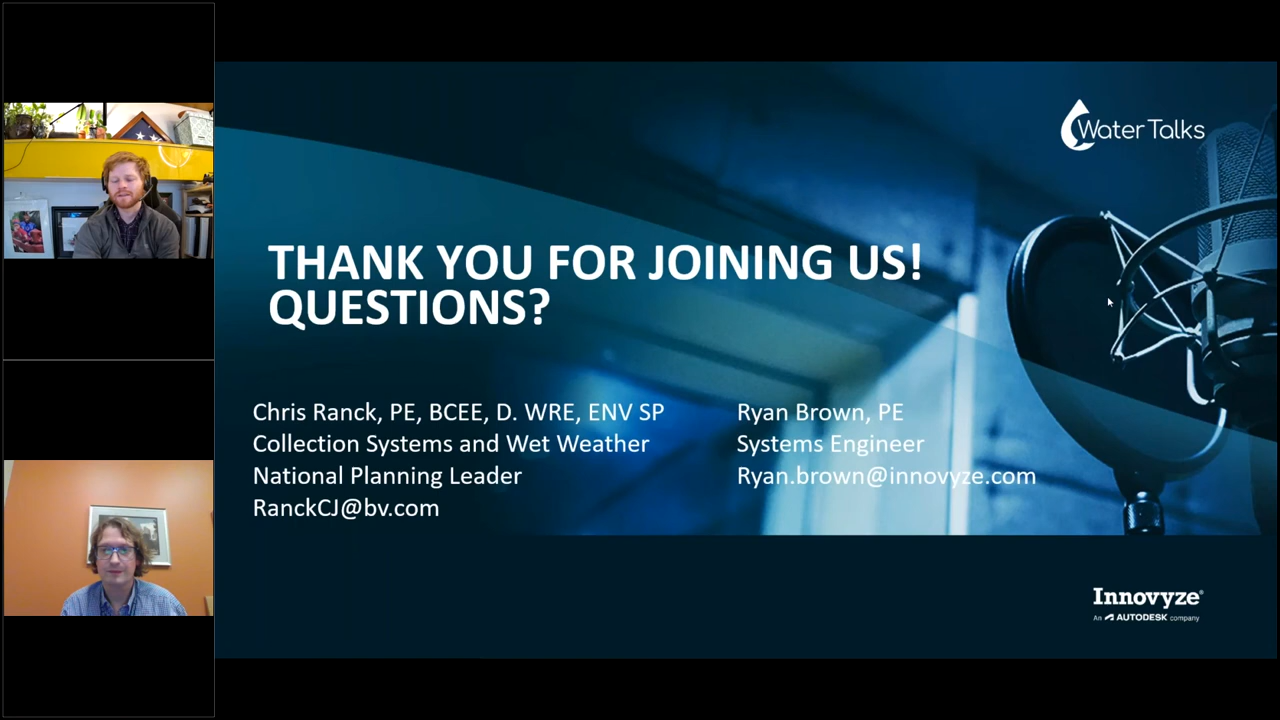 Water Talks
THANK YOU FOR JOINING US!
QUESTIONS?
Chris Ranck, PE, BCEE, D. WRE, ENV SP
Collection Systems and Wet Weather
National Planning Leader
RanckCJ@bv.com
Ryan Brown, PE
Systems Engineer
Ryan.brown@innovyze.com
Innovyze®
An AUTODESK company